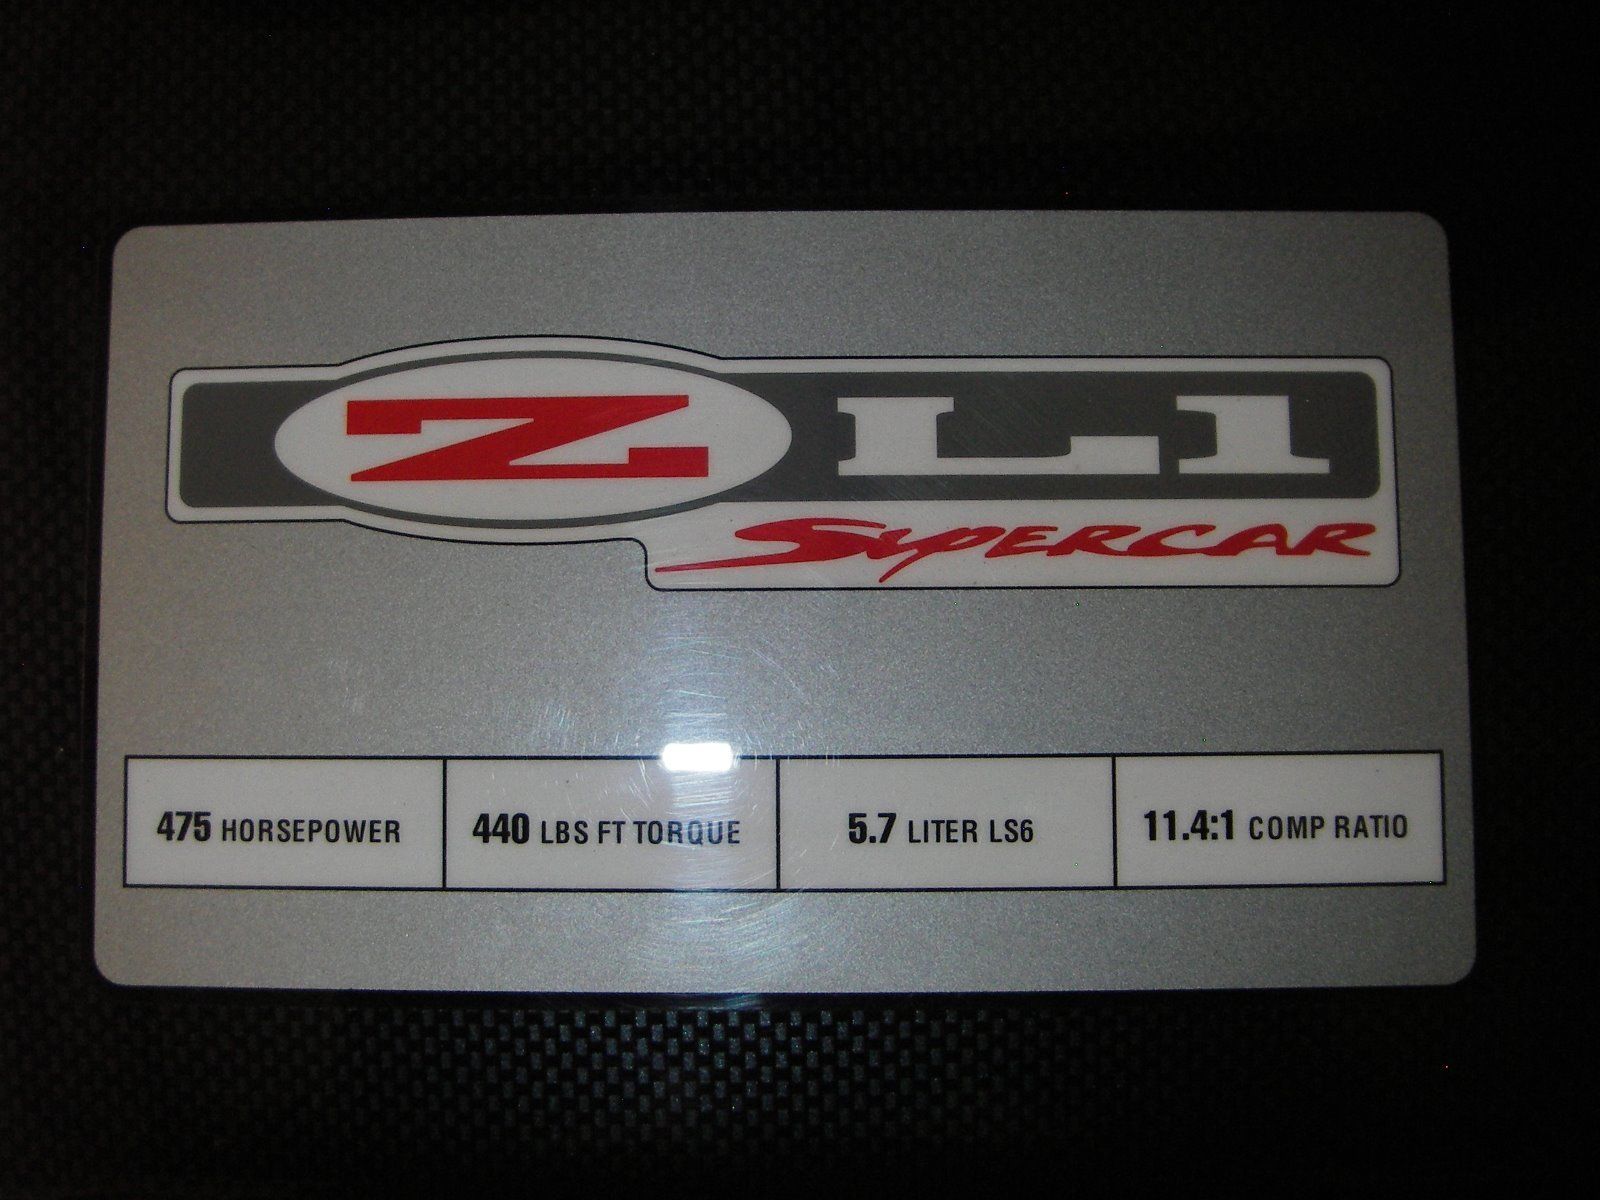 ZL1
SUPERCAR
475 HORSEPOWER
440 LBS FT TORQUE
5.7 LITER LS6
11.4:1 COMP RATIO